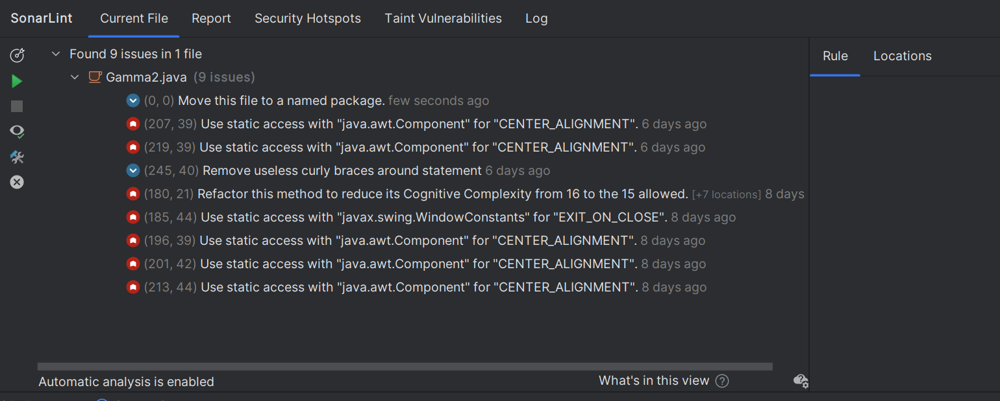 SonarLint Current File Report Security Hotspots Taint Vulnerabilities Log
Found 9 issues in 1 file
Gamma2.java (9 issues)
(0, 0) Move this file to a named package. few seconds ago
(207, 39) Use static access with "java.awt.Component" for "CENTER_ALIGNMENT". 6 days ago
(219, 39) Use static access with "java.awt.Component" for "CENTER_ALIGNMENT". 6 days ago
(245, 40) Remove useless curly braces around statement 6 days ago
(180, 21) Refactor this method to reduce its Cognitive Complexity from 16 to the 15 allowed. [+7 locations] 8 days
(185, 44) Use static access with "javax.swing.WindowConstants" for "EXIT_ON_CLOSE". 8 days ago
(196, 39) Use static access with "java.awt.Component" for "CENTER_ALIGNMENT". 8 days ago
(201, 42) Use static access with "java.awt.Component" for "CENTER_ALIGNMENT". 8 days ago
(213, 44) Use static access with "java.awt.Component" for "CENTER_ALIGNMENT". 8 days ago
Automatic analysis is enabled
What's in this view ?
Rule Locations